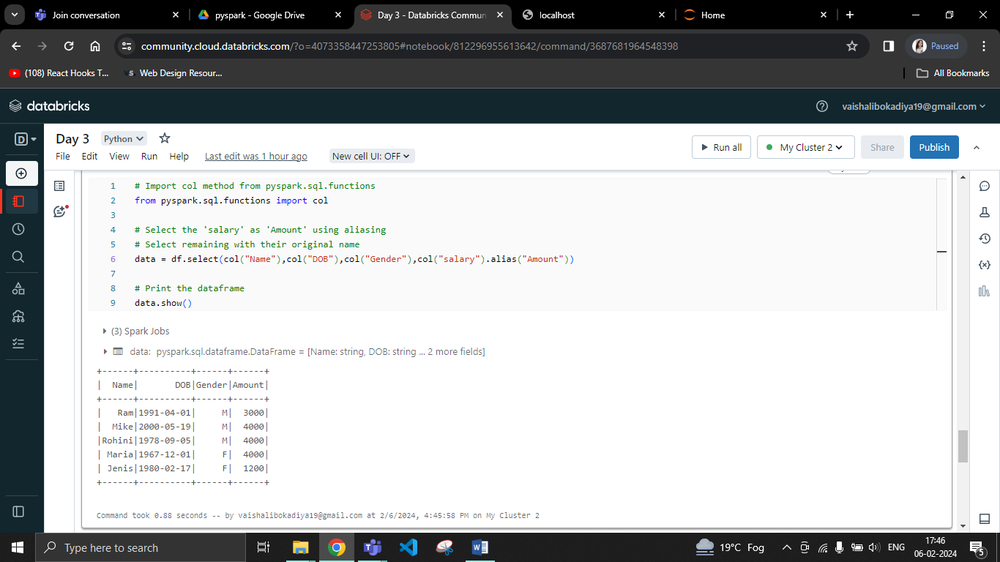 Join conversation
pyspark - Google Drive
Day 3 - Databricks Commun
localhost
Home
community.cloud.databricks.com/?o=4073358447253805#notebook/812296955613642/command/3687681964548398
Paused
(108) React Hooks T...
VS Web Design Resour...
All Bookmarks
databricks
vaishalibokadiya19@gmail.com
D
Day 3
Python
File Edit View Run Help Last edit was 1 hour ago New cell UI: OFF
Run all
My Cluster 2
Share
Publish
1 # Import col method from pyspark.sql.functions
2 from pyspark.sql.functions import col
3
4 # Select the 'salary' as 'Amount' using aliasing
5 # Select remaining with their original name
6 data = df.select(col("Name"),col("DOB"),col("Gender"),col("salary").alias("Amount"))
7
8 # Print the dataframe
9 data.show()
(3) Spark Jobs
data: pyspark.sql.dataframe.DataFrame = [Name: string, DOB: string ... 2 more fields]
+------+----------+------+------+
|  Name|       DOB|Gender|Amount|
+------+----------+------+------+
|   Ram|1991-04-01|     M|  3000|
|  Mike|2000-05-19|     M|  4000|
|Rohini|1978-09-05|     M|  4000|
| Maria|1967-12-01|     F|  4000|
| Jenis|1980-02-17|     F|  1200|
+------+----------+------+------+
Command took 0.88 seconds -- by vaishalibokadiya19@gmail.com at 2/6/2024, 4:45:58 PM on My Cluster 2
Type here to search
19°C Fog
ENG
17:46
06-02-2024
5